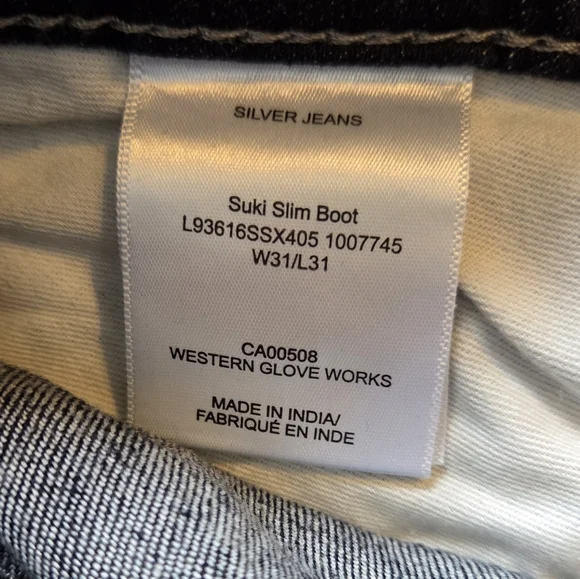 SILVER JEANS
Suki Slim Boot
L93616SSX405 1007745
W31/L31
CA00508
WESTERN GLOVE WORKS
MADE IN INDIA/
FABRIQUÉ EN INDE